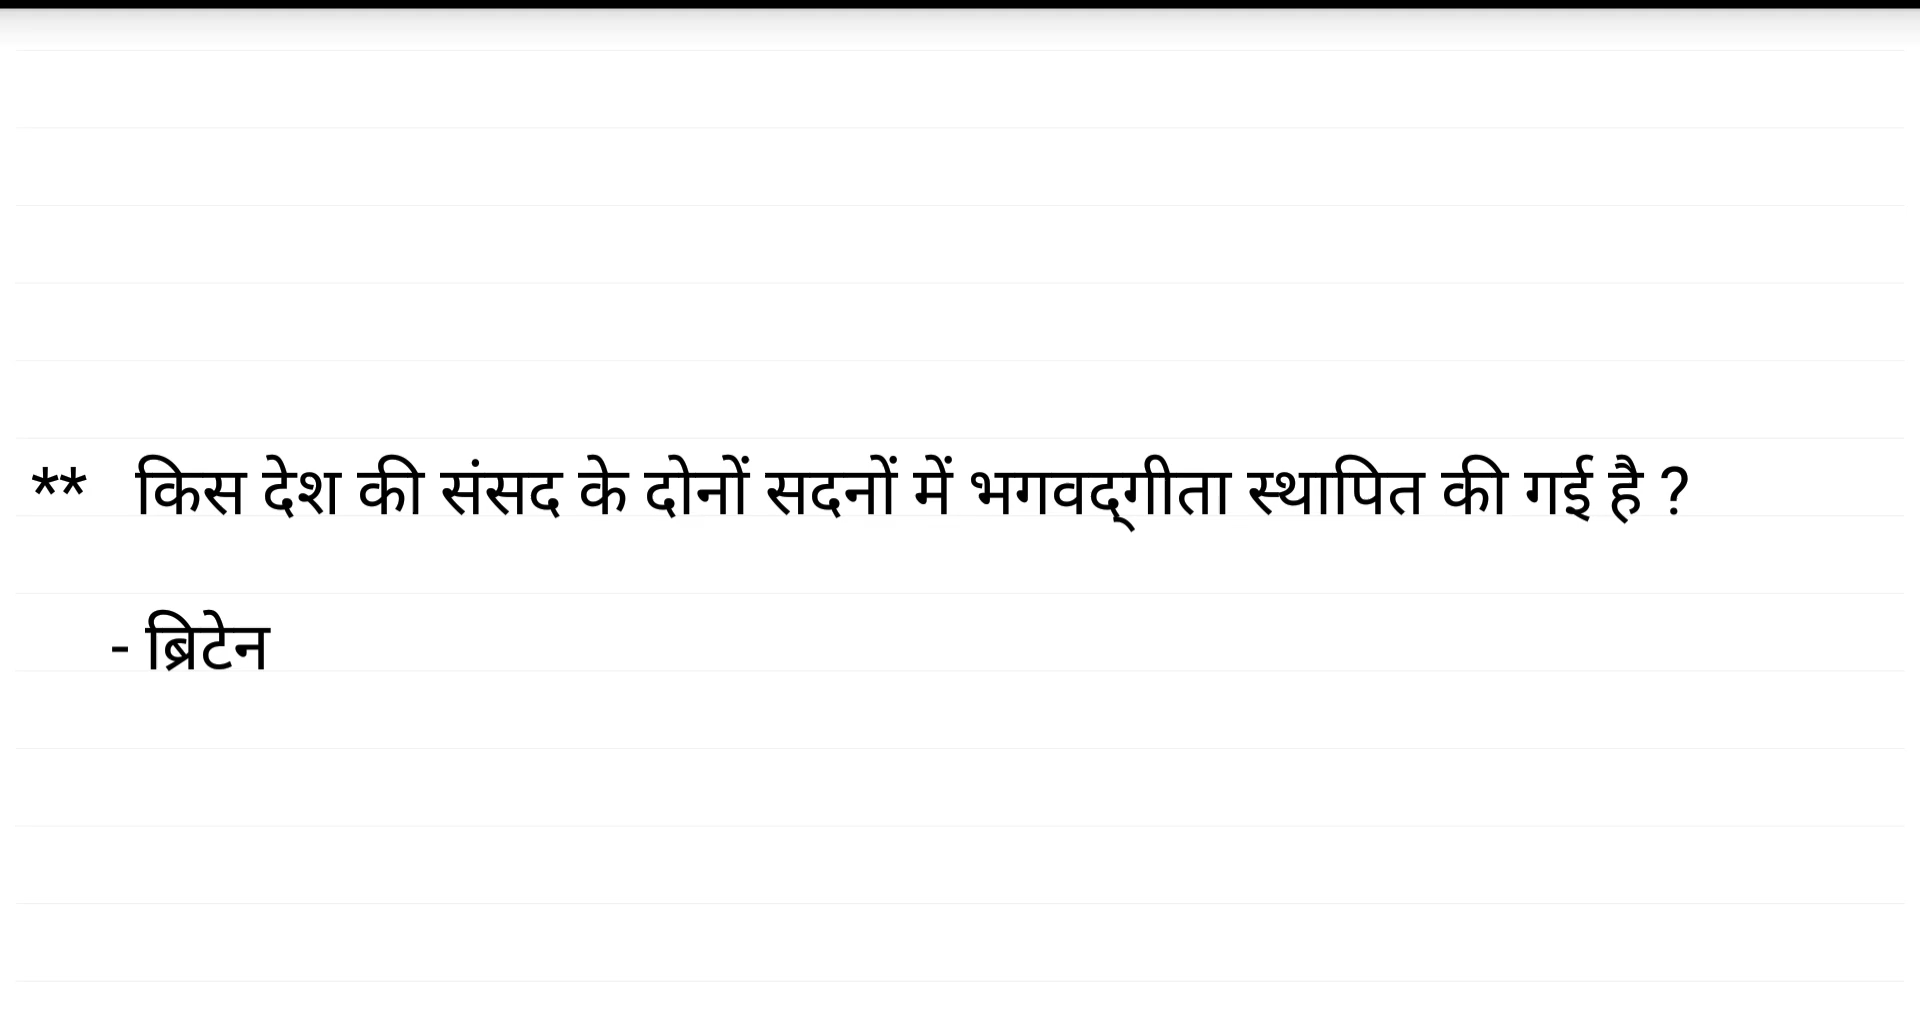 ** किस देश की संसद के दोनों सदनों में भगवद्‌गीता स्थापित की गई है ?
- ब्रिटेन